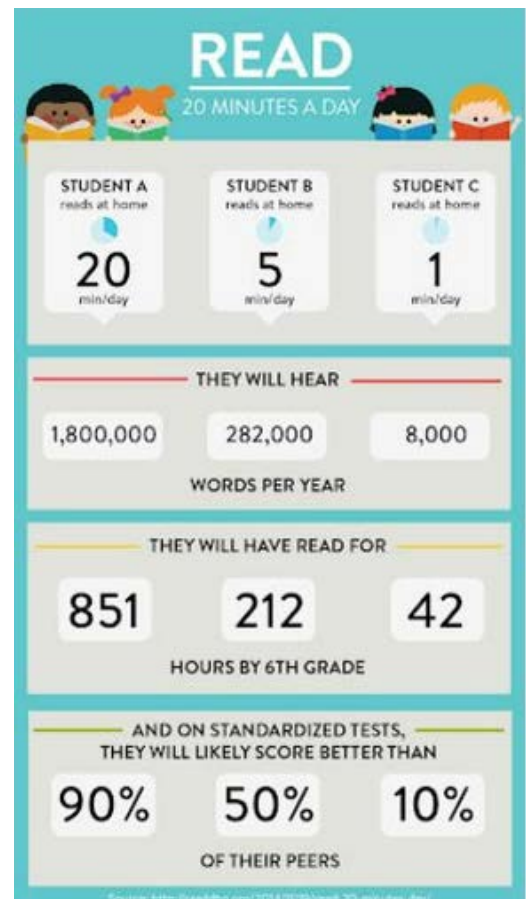 READ
20 MINUTES A DAY
STUDENT A
reads at home
20
min/day
STUDENT B
reads at home
5
min/day
STUDENT C
reads at home
1
min/day
THEY WILL HEAR
1,800,000 282,000 8,000
WORDS PER YEAR
THEY WILL HAVE READ FOR
851 212 42
HOURS BY 6TH GRADE
AND ON STANDARDIZED TESTS,
THEY WILL LIKELY SCORE BETTER THAN
90% 50% 10%
OF THEIR PEERS